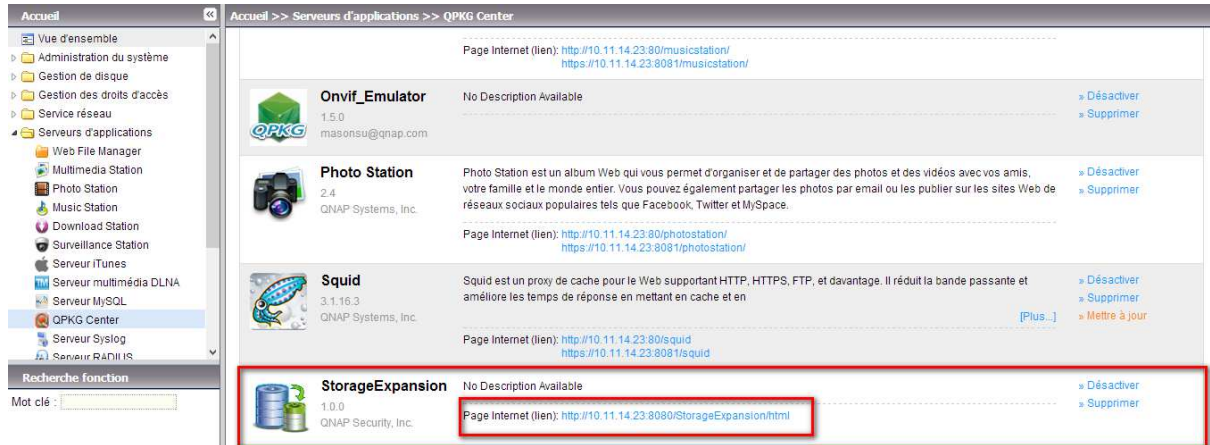 Accueil
Accueil >> Serveurs d'applications >> QPKG Center
Vue d'ensemble
Administration du système
Gestion de disque
Gestion des droits d'accès
Service réseau
Serveurs d'applications
Web File Manager
Multimedia Station
Photo Station
Music Station
Download Station
Surveillance Station
Serveur iTunes
Serveur multimédia DLNA
Serveur MySQL
QPKG Center
Serveur Syslog
Serveur RADIUS
Recherche fonction
Mot clé :
Page Internet (lien): http://10.11.14.23:80/musicstation/
https://10.11.14.23:8081/musicstation/
QPKG
Onvif_Emulator
1.5.0
masonsu@qnap.com
No Description Available
» Désactiver
» Supprimer
Photo Station
2.4
QNAP Systems, Inc.
Photo Station est un album Web qui vous permet d'organiser et de partager des photos et des vidéos avec vos amis,
votre famille et le monde entier. Vous pouvez également partager les photos par email ou les publier sur les sites Web de
réseaux sociaux populaires tels que Facebook, Twitter et MySpace.
Page Internet (lien): http://10.11.14.23:80/photostation/
https://10.11.14.23:8081/photostation/
» Désactiver
» Supprimer
Squid
3.1.16.3
QNAP Systems, Inc.
Squid est un proxy de cache pour le Web supportant HTTP, HTTPS, FTP, et davantage. Il réduit la bande passante et
améliore les temps de réponse en mettant en cache et en
[Plus...]
Page Internet (lien): http://10.11.14.23:80/squid
https://10.11.14.23:8081/squid
» Désactiver
» Supprimer
» Mettre à jour
StorageExpansion
1.0.0
QNAP Security, Inc.
No Description Available
Page Internet (lien): http://10.11.14.23:8080/StorageExpansion/html
» Désactiver
» Supprimer